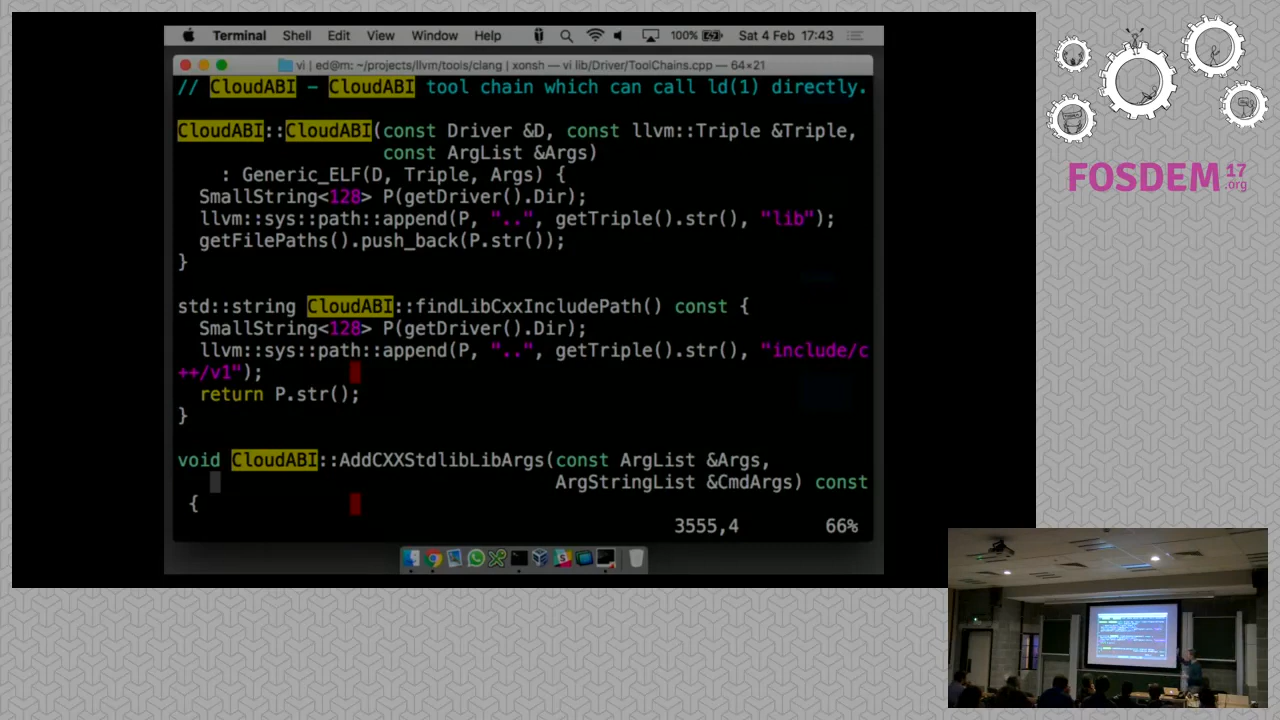 Terminal Shell Edit View Window Help 100% Sat 4 Feb 17:43
vi | ed@m: ~/projects/llvm/tools/clang | xonsh — vi lib/Driver/ToolChains.cpp — 64×21
// CloudABI - CloudABI tool chain which can call ld(1) directly.
CloudABI::CloudABI(const Driver &D, const llvm::Triple &Triple,
const ArgList &Args)
: Generic_ELF(D, Triple, Args) {
SmallString<128> P(getDriver().Dir);
llvm::sys::path::append(P, "..", getTriple().str(), "lib");
getFilePaths().push_back(P.str());
}
std::string CloudABI::findLibCxxIncludePath() const {
SmallString<128> P(getDriver().Dir);
llvm::sys::path::append(P, "..", getTriple().str(), "include/c
++/v1");
return P.str();
}
void CloudABI::AddCXXStdlibLibArgs(const ArgList &Args,
ArgStringList &CmdArgs) const
{
3555,4 66%
FOSDEM 17
.org